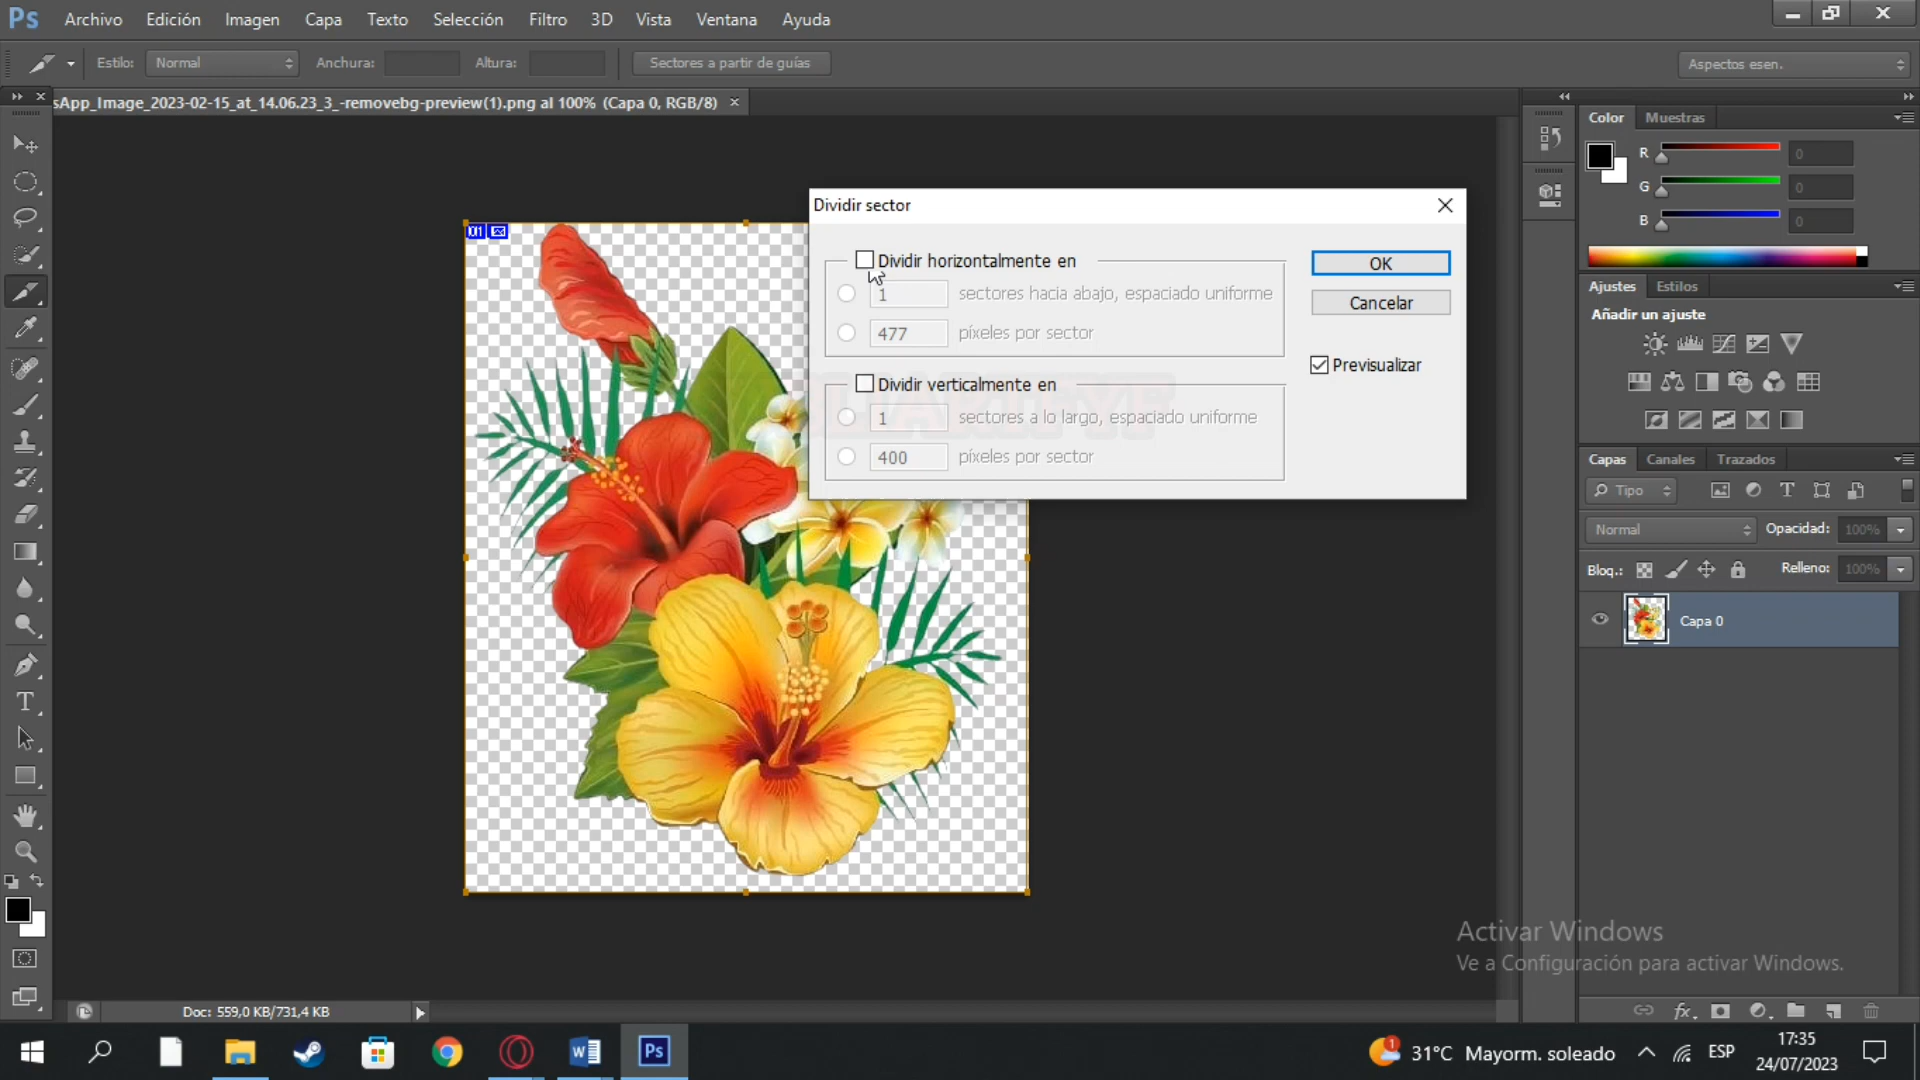 Ps Archivo Edición Imagen Capa Texto Selección Filtro 3D Vista Ventana Ayuda
Estilo: Normal Anchura: Altura: Sectores a partir de guías Aspectos esen.
sApp_Image_2023-02-15_at_14.06.23_3_-removebg-preview(1).png al 100% (Capa 0, RGB/8)
Color Muestras
R 0
G 0
B 0
Dividir sector
01
Dividir horizontalmente en
OK
1 sectores hacia abajo, espaciado uniforme
Cancelar
477 píxeles por sector
Previsualizar
Dividir verticalmente en
1 sectores a lo largo, espaciado uniforme
400 píxeles por sector
Ajustes Estilos
Añadir un ajuste
Capas Canales Trazados
Tipo
Normal Opacidad: 100%
Bloq.: Relleno: 100%
Capa 0
Activar Windows
Ve a Configuración para activar Windows.
Doc: 559,0 KB/731,4 KB
31°C Mayorm. soleado ESP
17:35
24/07/2023